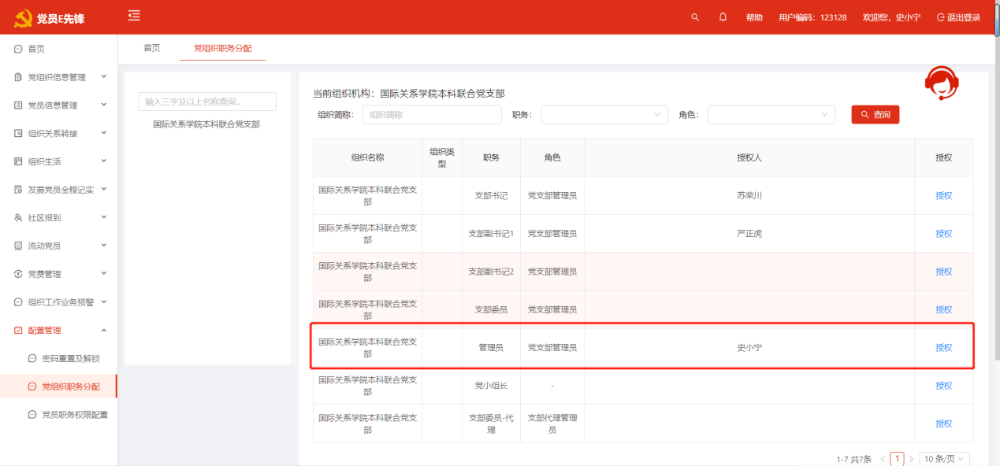 党员E先锋
帮助 用户编码：123128 欢迎您，史小宁 退出登录
首页
党组织信息管理
党员信息管理
组织关系转接
组织生活
发展党员全程记实
社区报到
流动党员
党费管理
组织工作业务预警
配置管理
密码重置及解锁
党组织职务分配
党员职务权限配置
首页 党组织职务分配
输入三字及以上名称查询...
国际关系学院本科联合党支部
当前组织机构：国际关系学院本科联合党支部
组织简称： 组织简称 职务： 角色： 查询
组织名称 组织类 职务 角色 授权人 授权
型
国际关系学院本科联合党支 支部书记 党支部管理员 苏荣川 授权
部
国际关系学院本科联合党支 支部副书记1 党支部管理员 严正虎 授权
部
国际关系学院本科联合党支 支部副书记2 党支部管理员 授权
部
国际关系学院本科联合党支 支部委员 党支部管理员 授权
部
国际关系学院本科联合党支 管理员 党支部管理员 史小宁 授权
部
国际关系学院本科联合党支 党小组长 - 授权
部
国际关系学院本科联合党支 支部委员-代 支部代理管理 授权
部 理 员
1-7 共7条 < 1 > 10 条/页